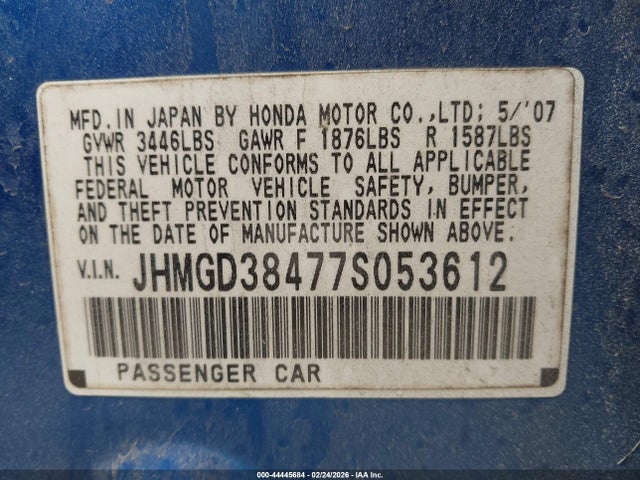 MFD. IN JAPAN BY HONDA MOTOR CO.,LTD; 5/'07
GVWR 3446LBS GAWR F 1876LBS R 1587LBS
THIS VEHICLE CONFORMS TO ALL APPLICABLE
FEDERAL MOTOR VEHICLE SAFETY, BUMPER,
AND THEFT PREVENTION STANDARDS IN EFFECT
ON THE DATE OF MANUFACTURE SHOWN ABOVE.
V.I.N. JHMGD38477S053612
PASSENGER CAR
000-44445684 - 02/24/2026 - IAA Inc.